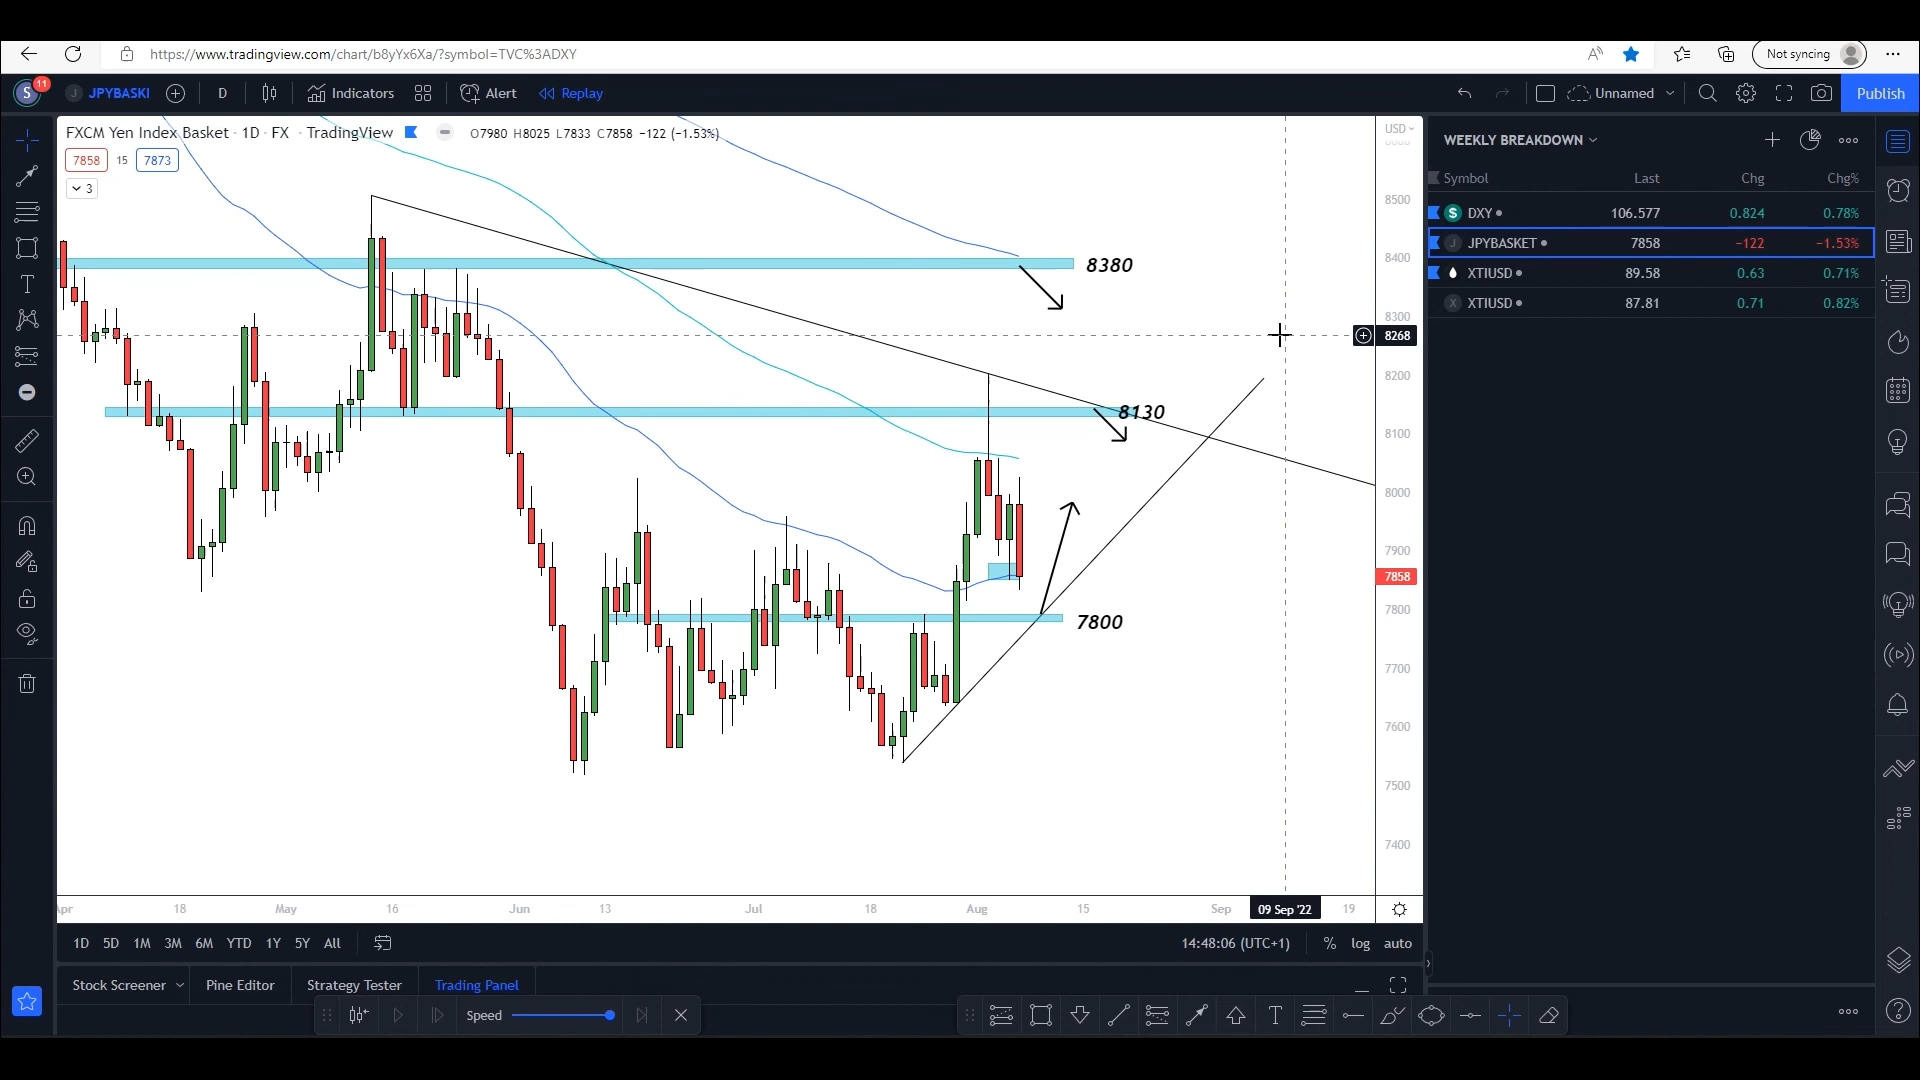 https://www.tradingview.com/chart/b8yYx6Xa/?symbol=TVC%3ADXY
Not syncing
S 11 JPYBASKI D Indicators Alert Replay Unnamed Publish
FXCM Yen Index Basket · 1D · FX · TradingView O7980 H8025 L7833 C7858 −122 (−1.53%)
7858 15 7873
3
USD
8500
8400
8300
8268
8200
8100
8000
7900
7858
7800
7700
7600
7500
7400
8380
8130
7800
Apr 18 May 16 Jun 13 Jul 18 Aug 15 Sep 09 Sep '22 19
1D 5D 1M 3M 6M YTD 1Y 5Y All 14:48:06 (UTC+1) % log auto
Stock Screener Pine Editor Strategy Tester Trading Panel
Speed
WEEKLY BREAKDOWN
Symbol Last Chg Chg%
DXY 106.577 0.824 0.78%
JPYBASKET 7858 −122 −1.53%
XTIUSD 89.58 0.63 0.71%
XTIUSD 87.81 0.71 0.82%